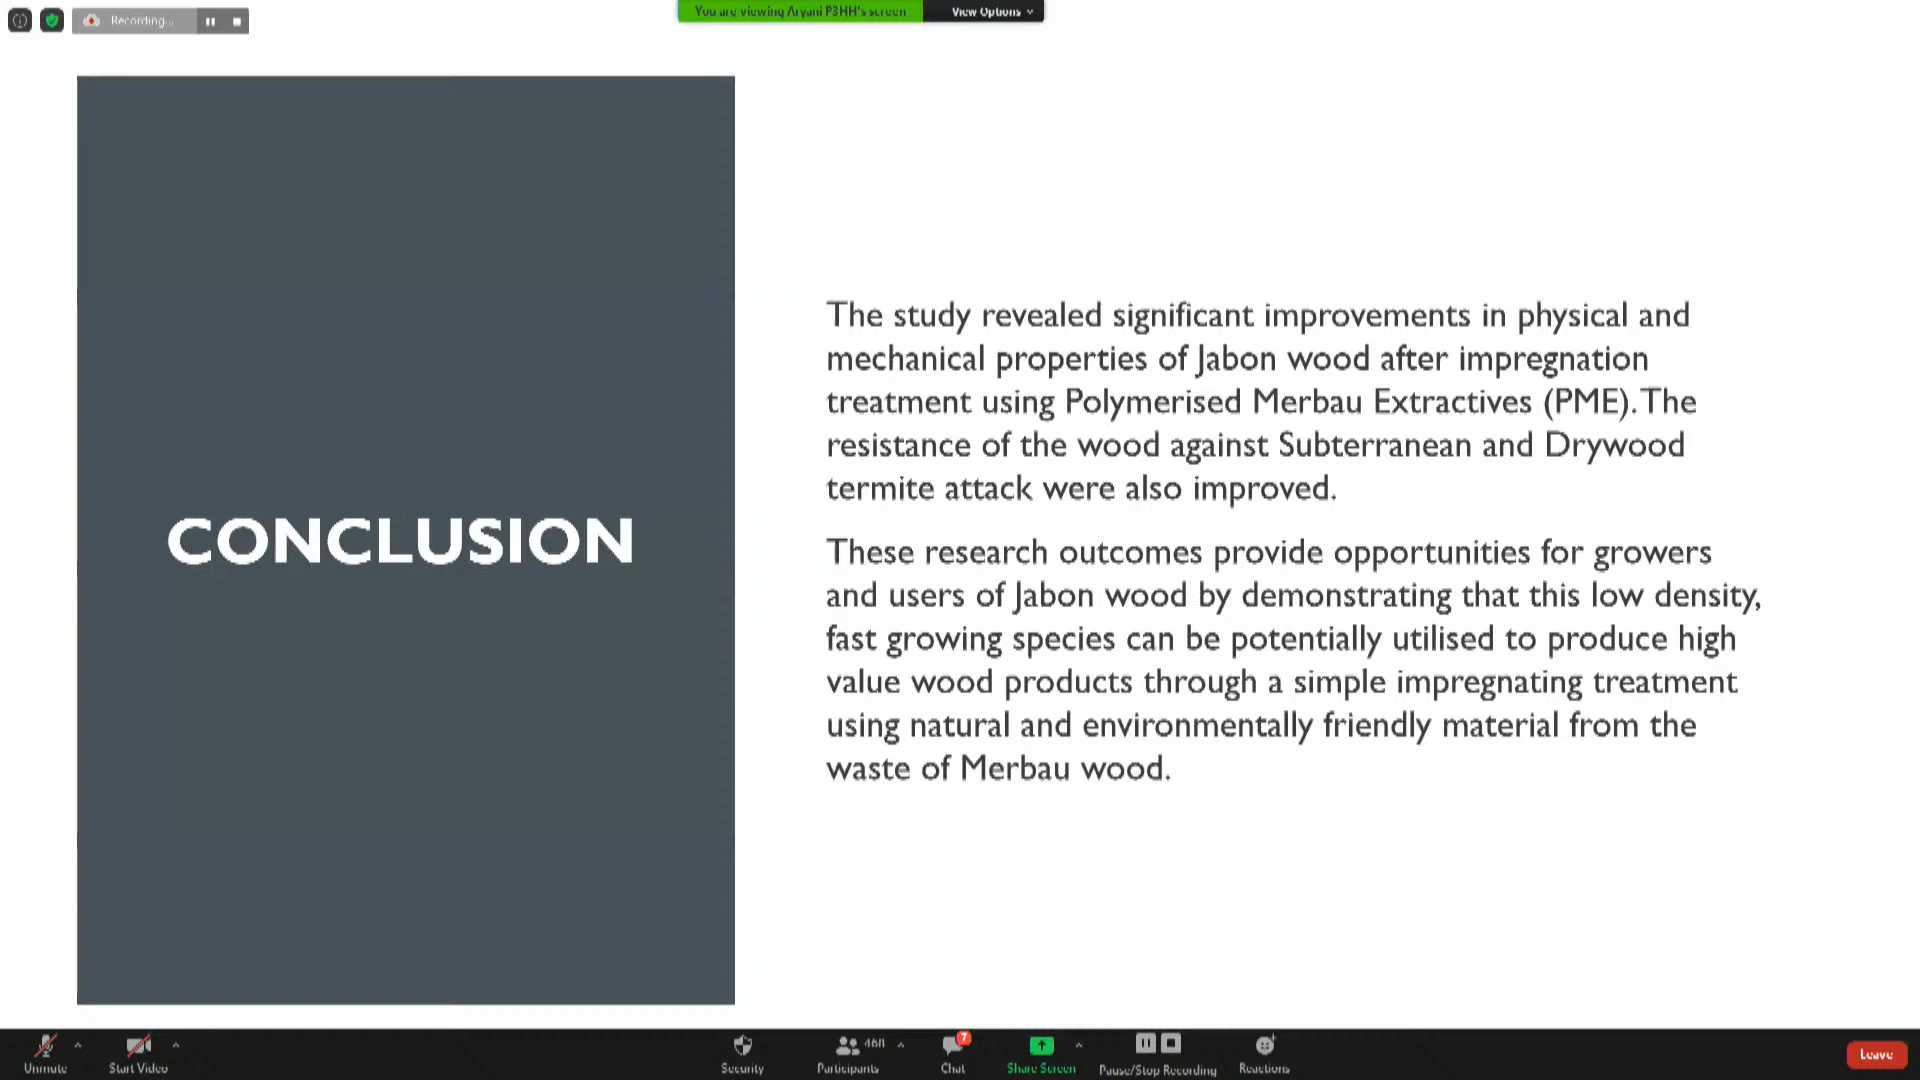 Recording...
You are viewing Aryani P3HH's screen
View Options
CONCLUSION
The study revealed significant improvements in physical and
mechanical properties of Jabon wood after impregnation
treatment using Polymerised Merbau Extractives (PME). The
resistance of the wood against Subterranean and Drywood
termite attack were also improved.
These research outcomes provide opportunities for growers
and users of Jabon wood by demonstrating that this low density,
fast growing species can be potentially utilised to produce high
value wood products through a simple impregnating treatment
using natural and environmentally friendly material from the
waste of Merbau wood.
Unmute
Start Video
Security
Participants
Chat
7
Share Screen
Pause/Stop Recording
Reactions
Leave